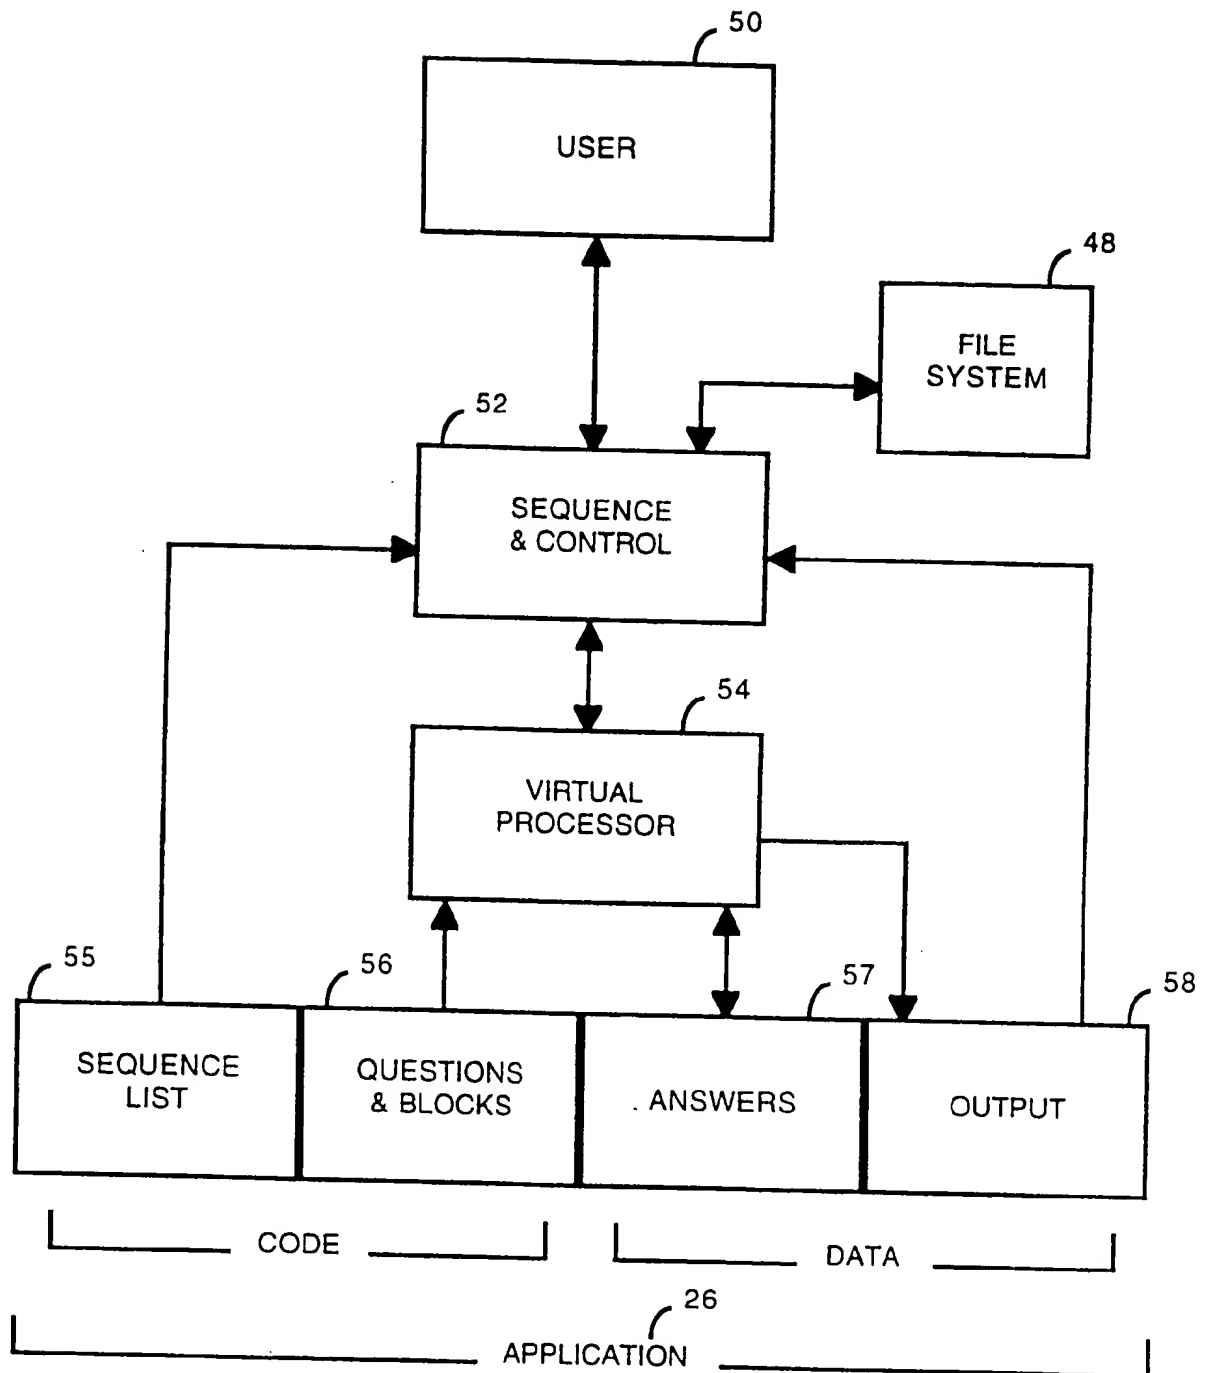 50
USER
48
FILE
SYSTEM
52
SEQUENCE
& CONTROL
54
VIRTUAL
PROCESSOR
55
56
57
58
SEQUENCE
LIST
QUESTIONS
& BLOCKS
ANSWERS
OUTPUT
CODE
DATA
26
APPLICATION